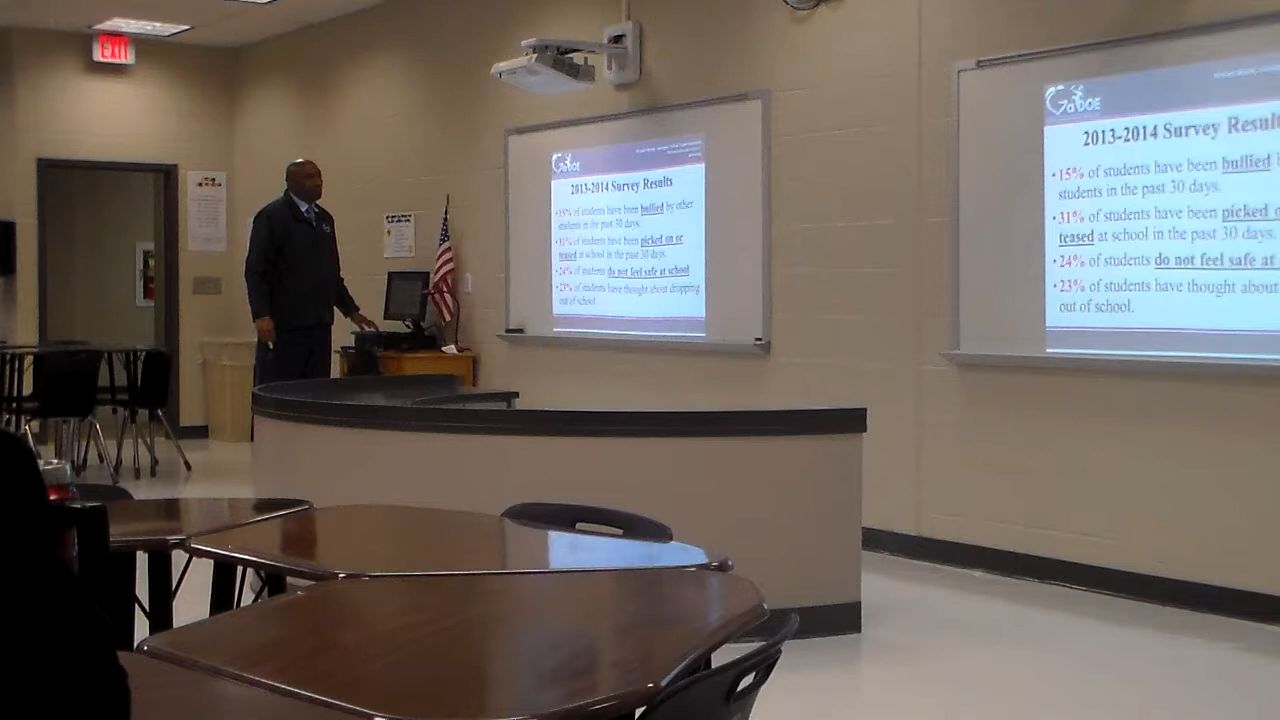 EXIT
GaDOE
2013-2014 Survey Results
•15% of students have been bullied by other
students in the past 30 days.
•31% of students have been picked on or
teased at school in the past 30 days.
•24% of students do not feel safe at school
•23% of students have thought about dropping
out of school.
GaDOE
2013-2014 Survey Result
•15% of students have been bullied
students in the past 30 days.
•31% of students have been picked
teased at school in the past 30 days.
•24% of students do not feel safe at
•23% of students have thought about
out of school.